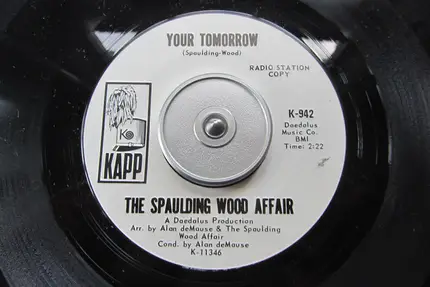 YOUR TOMORROW
(Spaulding-Wood)
RADIO STATION
COPY
K-942
Daedalus
Music Co.
BMI
Time: 2:22
K
KAPP
THE SPAULDING WOOD AFFAIR
A Daedalus Production
Arr. by Alan deMause & The Spaulding
Wood Affair
Cond. by Alan deMause
K-11346